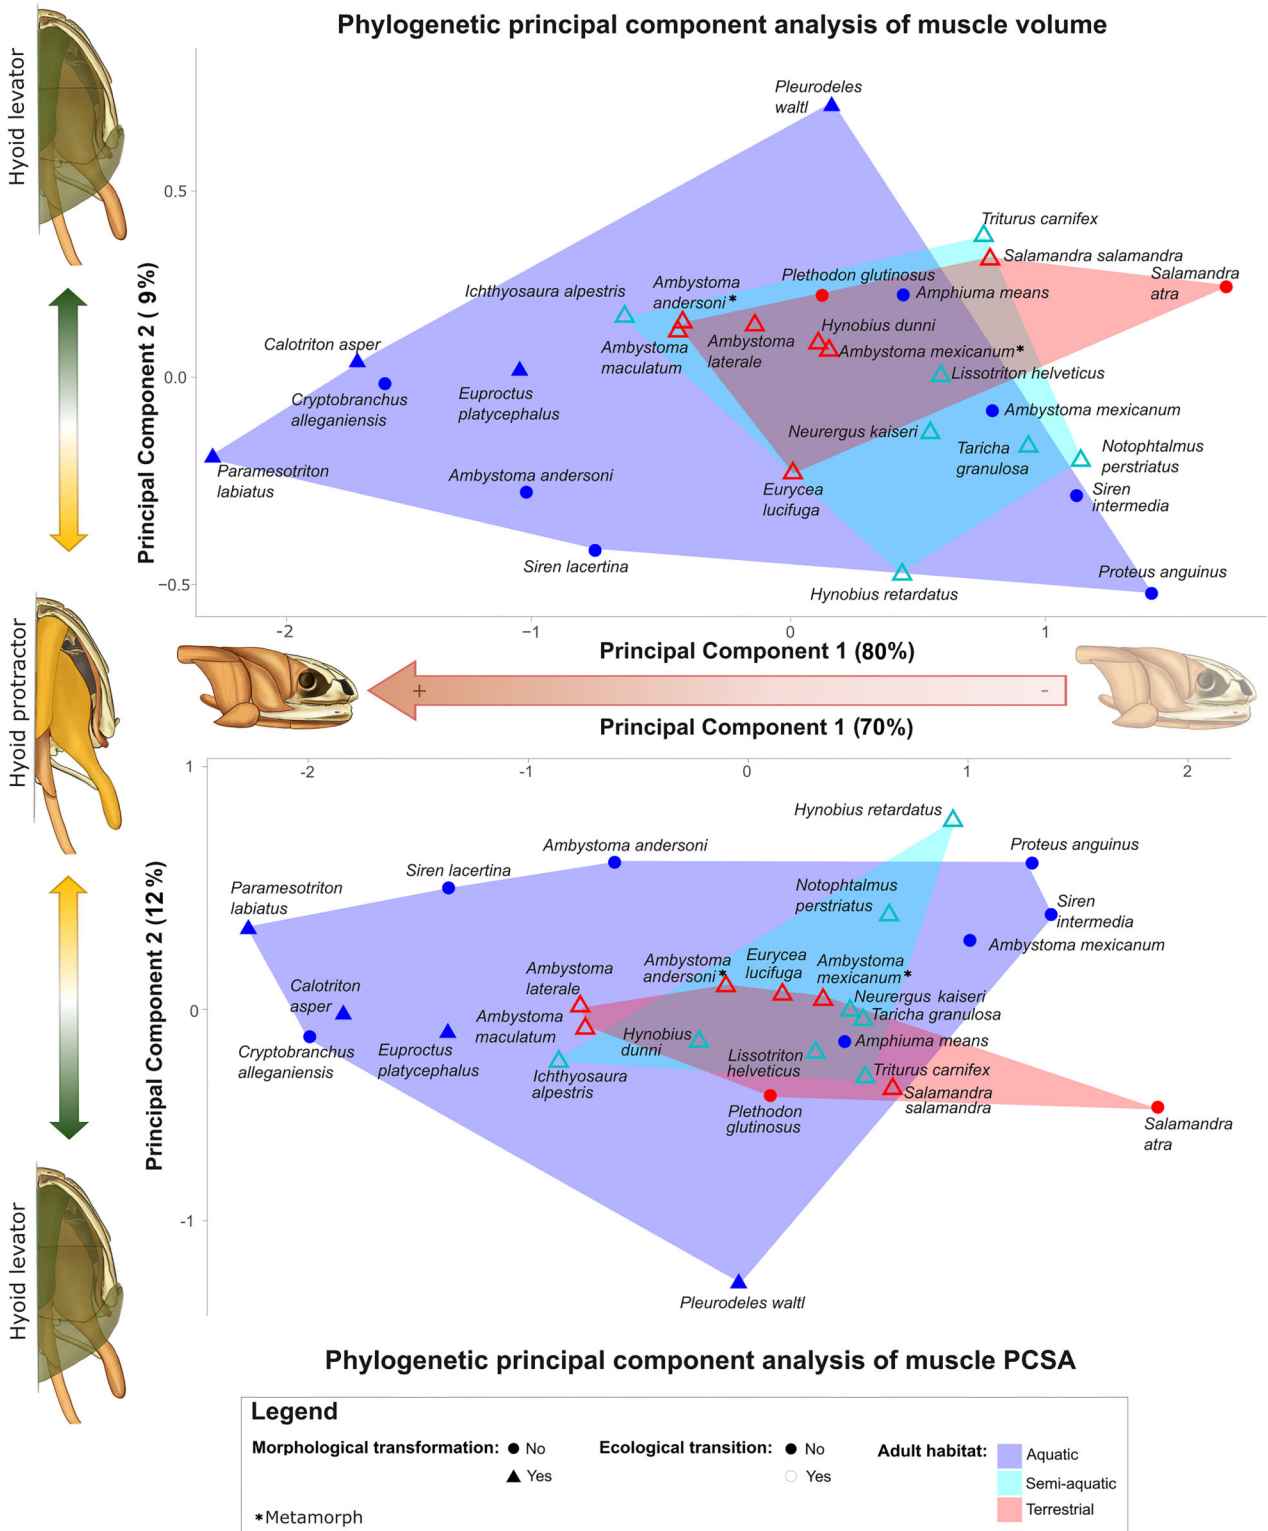 Phylogenetic principal component analysis of muscle volume
Hyoid levator
Hyoid protractor
Hyoid levator
Principal Component 2 ( 9 %)
0.5
0.0
−0.5
Pleurodeles
waltl
Triturus carnifex
Salamandra salamandra
Salamandra
atra
Plethodon glutinosus
Amphiuma means
Ambystoma
andersoni *
Ichthyosaura alpestris
Ambystoma
maculatum
Ambystoma
laterale
Hynobius dunni
Ambystoma mexicanum*
Calotriton asper
Cryptobranchus
alleganiensis
Euproctus
platycephalus
Lissotriton helveticus
Ambystoma mexicanum
Neurergus kaiseri
Taricha
granulosa
Notophtalmus
perstriatus
Paramesotriton
labiatus
Ambystoma andersoni
Eurycea
lucifuga
Siren
intermedia
Siren lacertina
Hynobius retardatus
Proteus anguinus
-2
-1
0
1
Principal Component 1 (80%)
+
-
Principal Component 1 (70%)
-2
-1
0
1
2
Principal Component 2 (12 %)
1
0
-1
Hynobius retardatus
Ambystoma andersoni
Proteus anguinus
Siren lacertina
Paramesotriton
labiatus
Notophtalmus
perstriatus
Siren
intermedia
Ambystoma mexicanum
Ambystoma
andersoni *
Eurycea
lucifuga
Ambystoma
mexicanum *
Ambystoma
laterale
Calotriton
asper
Neurergus kaiseri
Taricha granulosa
Ambystoma
maculatum
Hynobius
dunni
Amphiuma means
Cryptobranchus
alleganiensis
Euproctus
platycephalus
Lissotriton
helveticus
Ichthyosaura
alpestris
Triturus carnifex
Salamandra
salamandra
Plethodon
glutinosus
Salamandra
atra
Pleurodeles waltl
Phylogenetic principal component analysis of muscle PCSA
Legend
Morphological transformation: No
Yes
Ecological transition: No
Yes
Adult habitat:
Aquatic
Semi-aquatic
Terrestrial
*Metamorph